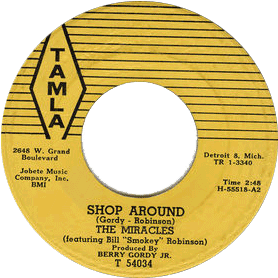 TAMLA
2648 W. Grand
Boulevard
Jobete Music
Company, Inc.
BMI
Detroit 8, Mich.
TR 1-3340
Time 2:48
H-55518-A2
SHOP AROUND
(Gordy - Robinson)
THE MIRACLES
(featuring Bill "Smokey" Robinson)
Produced By
BERRY GORDY JR.
T 54034